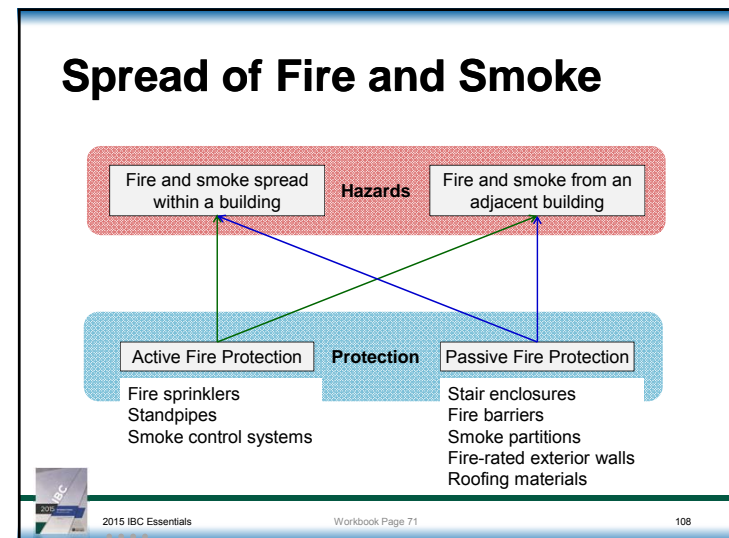 Spread of Fire and Smoke
Fire and smoke spread
within a building
Hazards
Fire and smoke from an
adjacent building
Active Fire Protection
Protection
Passive Fire Protection
Fire sprinklers
Standpipes
Smoke control systems
Stair enclosures
Fire barriers
Smoke partitions
Fire-rated exterior walls
Roofing materials
IBC
2015
2015 IBC Essentials
Workbook Page 71
108